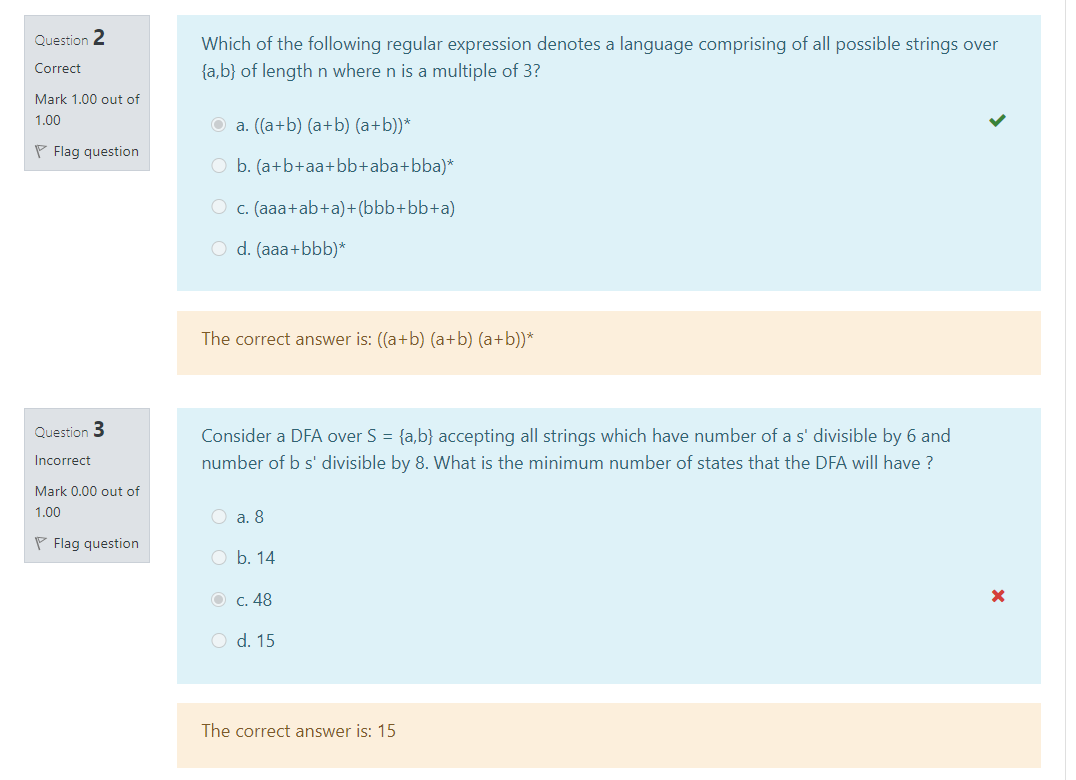 Question 2
Correct
Mark 1.00 out of
1.00
Flag question
Which of the following regular expression denotes a language comprising of all possible strings over
{a,b} of length n where n is a multiple of 3?
a. ((a+b) (a+b) (a+b))*
b. (a+b+aa+bb+aba+bba)*
c. (aaa+ab+a)+(bbb+bb+a)
d. (aaa+bbb)*
The correct answer is: ((a+b) (a+b) (a+b))*
Question 3
Incorrect
Mark 0.00 out of
1.00
Flag question
Consider a DFA over S = {a,b} accepting all strings which have number of a s' divisible by 6 and
number of b s' divisible by 8. What is the minimum number of states that the DFA will have ?
a. 8
b. 14
c. 48
d. 15
The correct answer is: 15